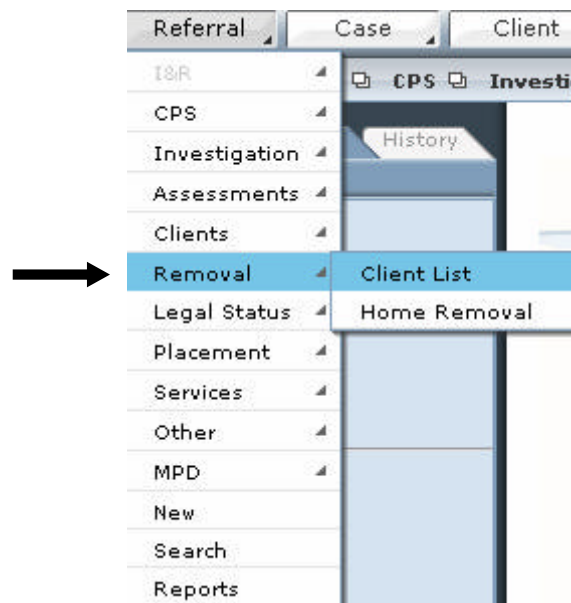 Referral Case Client
I&R CPS Investi
CPS
History
Investigation
Assessments
Clients
Removal Client List
Legal Status Home Removal
Placement
Services
Other
MPD
New
Search
Reports